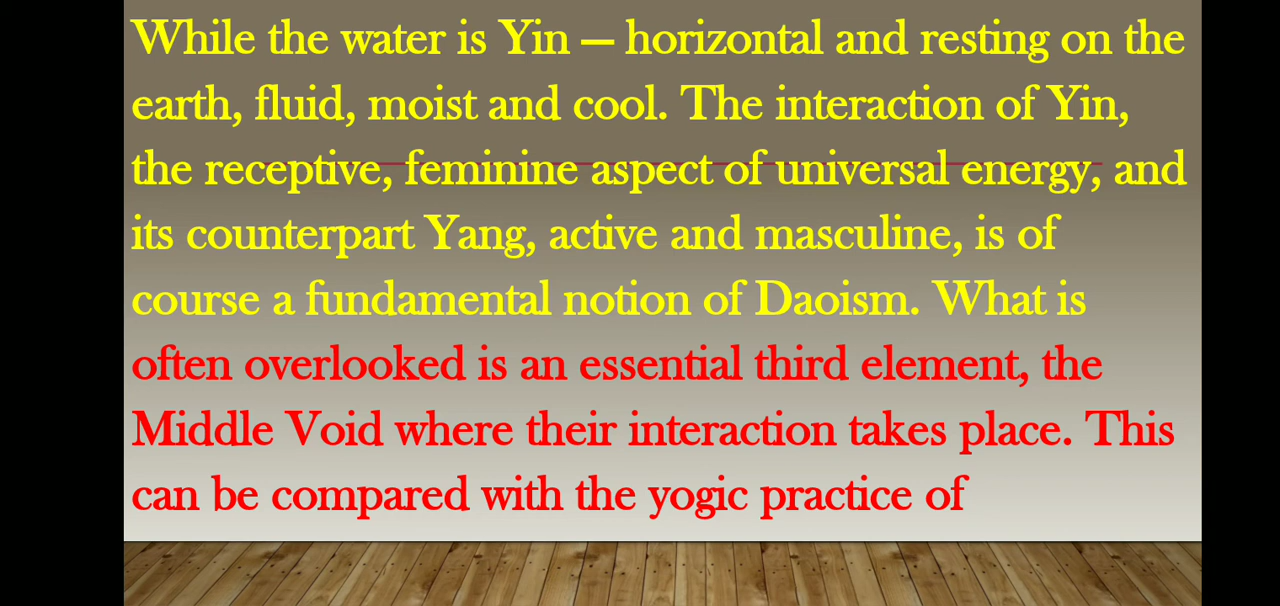 While the water is Yin — horizontal and resting on the
earth, fluid, moist and cool. The interaction of Yin,
the receptive, feminine aspect of universal energy, and
its counterpart Yang, active and masculine, is of
course a fundamental notion of Daoism. What is
often overlooked is an essential third element, the
Middle Void where their interaction takes place. This
can be compared with the yogic practice of